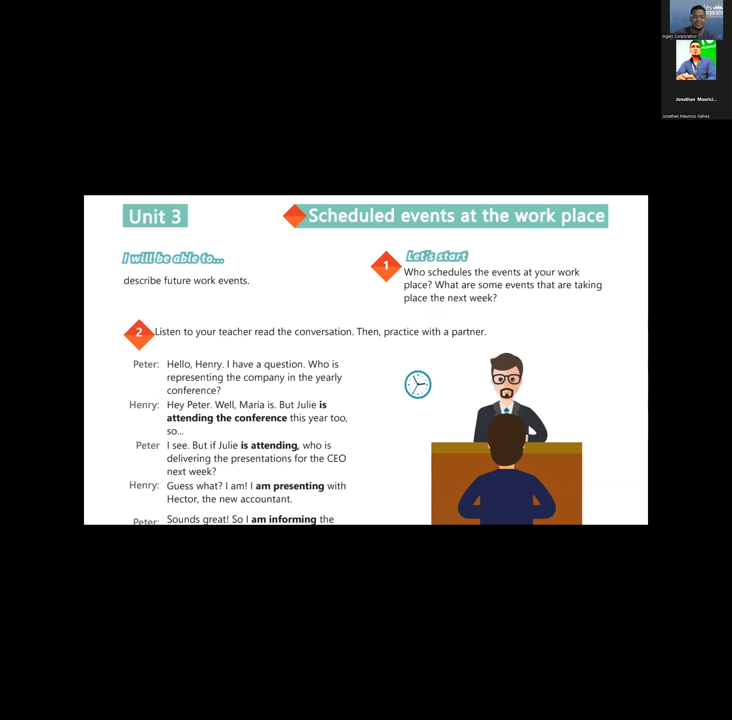 Inglés Corporativo
Jonathan Maurici...
Jonathan Mauricio Gálvez
Unit 3
Scheduled events at the work place
I will be able to...
describe future work events.
1
Let's start
Who schedules the events at your work
place? What are some events that are taking
place the next week?
2 Listen to your teacher read the conversation. Then, practice with a partner.
Peter: Hello, Henry. I have a question. Who is
representing the company in the yearly
conference?
Henry: Hey Peter. Well, Maria is. But Julie is
attending the conference this year too,
so...
Peter I see. But if Julie is attending, who is
delivering the presentations for the CEO
next week?
Henry: Guess what? I am! I am presenting with
Hector, the new accountant.
Peter: Sounds great! So I am informing the